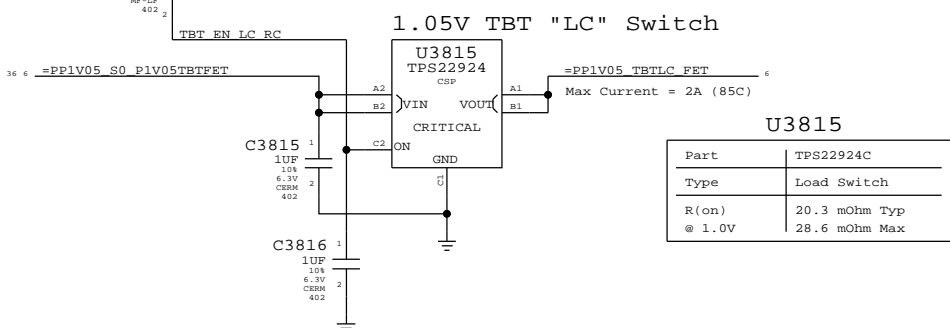 MF-LF
402
2
1.05V TBT "LC" Switch
TBT_EN_LC_RC
U3815
TPS22924
CSP
36 6 =PP1V05_S0_P1V05TBTFET
=PP1V05_TBTLC_FET 6
A2
A1
Max Current = 2A (85C)
B2
VIN
VOUT
B1
U3815
CRITICAL
C3815 1
C2
ON
1UF
10%
6.3V
CERM
402
2
GND
C1
Part TPS22924C
Type Load Switch
R(on) 20.3 mOhm Typ
@ 1.0V 28.6 mOhm Max
C3816 1
1UF
10%
6.3V
CERM
402
2